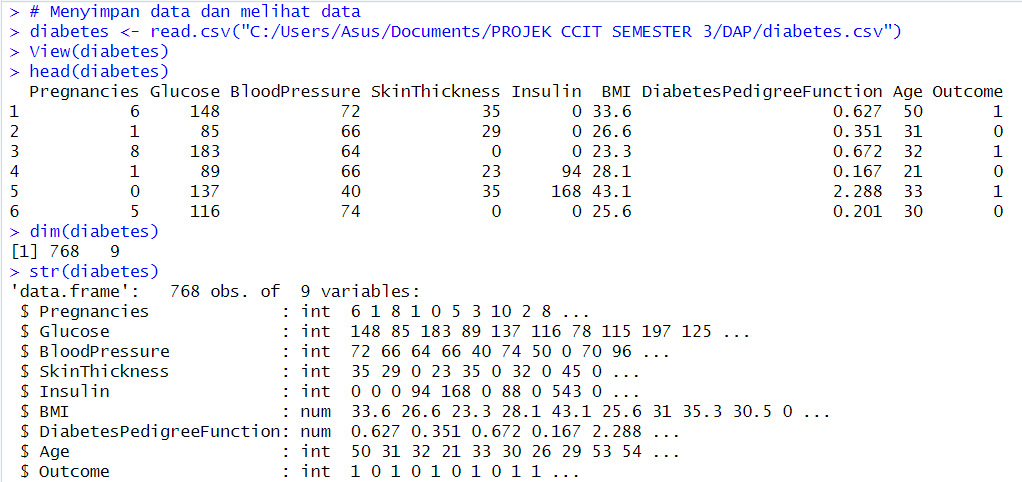 > # Menyimpan data dan melihat data
> diabetes <- read.csv("C:/Users/Asus/Documents/PROJEK CCIT SEMESTER 3/DAP/diabetes.csv")
> View(diabetes)
> head(diabetes)
  Pregnancies Glucose BloodPressure SkinThickness Insulin  BMI DiabetesPedigreeFunction Age Outcome
1           6     148            72            35       0 33.6                    0.627  50       1
2           1      85            66            29       0 26.6                    0.351  31       0
3           8     183            64             0       0 23.3                    0.672  32       1
4           1      89            66            23      94 28.1                    0.167  21       0
5           0     137            40            35     168 43.1                    2.288  33       1
6           5     116            74             0       0 25.6                    0.201  30       0
> dim(diabetes)
[1] 768   9
> str(diabetes)
'data.frame':   768 obs. of  9 variables:
 $ Pregnancies             : int  6 1 8 1 0 5 3 10 2 8 ...
 $ Glucose                 : int  148 85 183 89 137 116 78 115 197 125 ...
 $ BloodPressure           : int  72 66 64 66 40 74 50 0 70 96 ...
 $ SkinThickness           : int  35 29 0 23 35 0 32 0 45 0 ...
 $ Insulin                 : int  0 0 0 94 168 0 88 0 543 0 ...
 $ BMI                     : num  33.6 26.6 23.3 28.1 43.1 25.6 31 35.3 30.5 0 ...
 $ DiabetesPedigreeFunction: num  0.627 0.351 0.672 0.167 2.288 ...
 $ Age                     : int  50 31 32 21 33 30 26 29 53 54 ...
 $ Outcome                 : int  1 0 1 0 1 0 1 0 1 1 ...